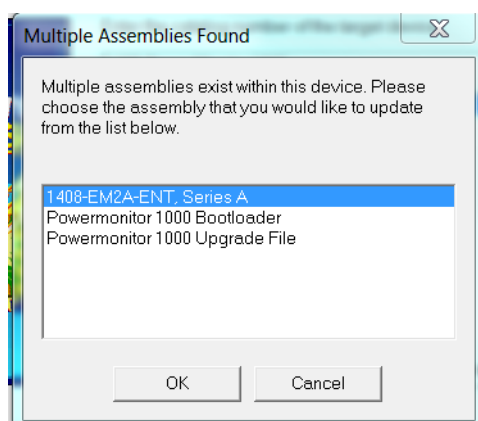 Multiple Assemblies Found
Multiple assemblies exist within this device. Please
choose the assembly that you would like to update
from the list below.
1408-EM2A-ENT, Series A
Powermonitor 1000 Bootloader
Powermonitor 1000 Upgrade File
OK
Cancel